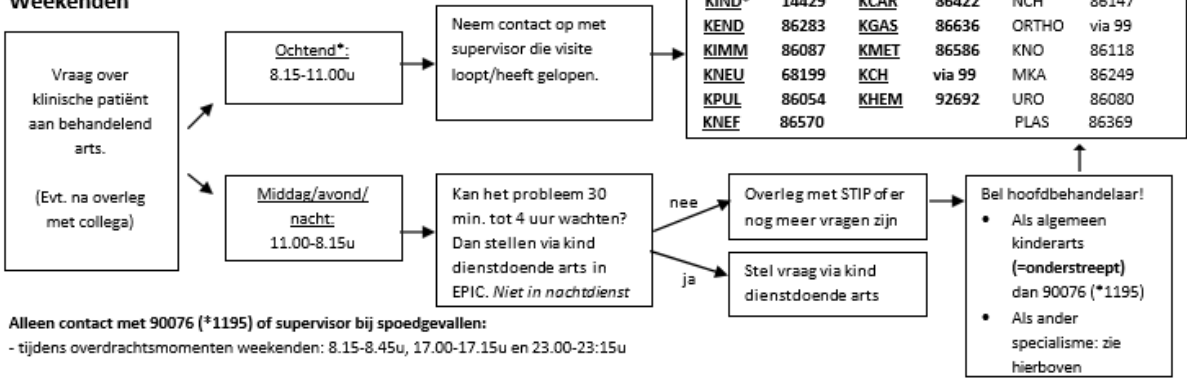 Weekenden
Vraag over
klinische patiënt
aan behandelend
arts.
(Evt. na overleg
met collega)
Ochtend*:
8.15-11.00u
Neem contact op met
supervisor die visite
loopt/heeft gelopen.
KIND* 14429 KCAR 86422 NCH 86147
KEND 86283 KGAS 86636 ORTHO via 99
KIMM 86087 KMET 86586 KNO 86118
KNEU 68199 KCH via 99 MKA 86249
KPUL 86054 KHEM 92692 URO 86080
KNEF 86570 PLAS 86369
Middag/avond/
nacht:
11.00-8.15u
Kan het probleem 30
min. tot 4 uur wachten?
Dan stellen via kind
dienstdoende arts in
EPIC. Niet in nachtdienst
nee
Overleg met STIP of er
nog meer vragen zijn
ja
Stel vraag via kind
dienstdoende arts
Bel hoofdbehandelaar!
• Als algemeen
kinderarts
(=onderstreept)
dan 90076 (*1195)
• Als ander
specialisme: zie
hierboven
Alleen contact met 90076 (*1195) of supervisor bij spoedgevallen:
- tijdens overdrachtsmomenten weekenden: 8.15-8.45u, 17.00-17.15u en 23.00-23:15u